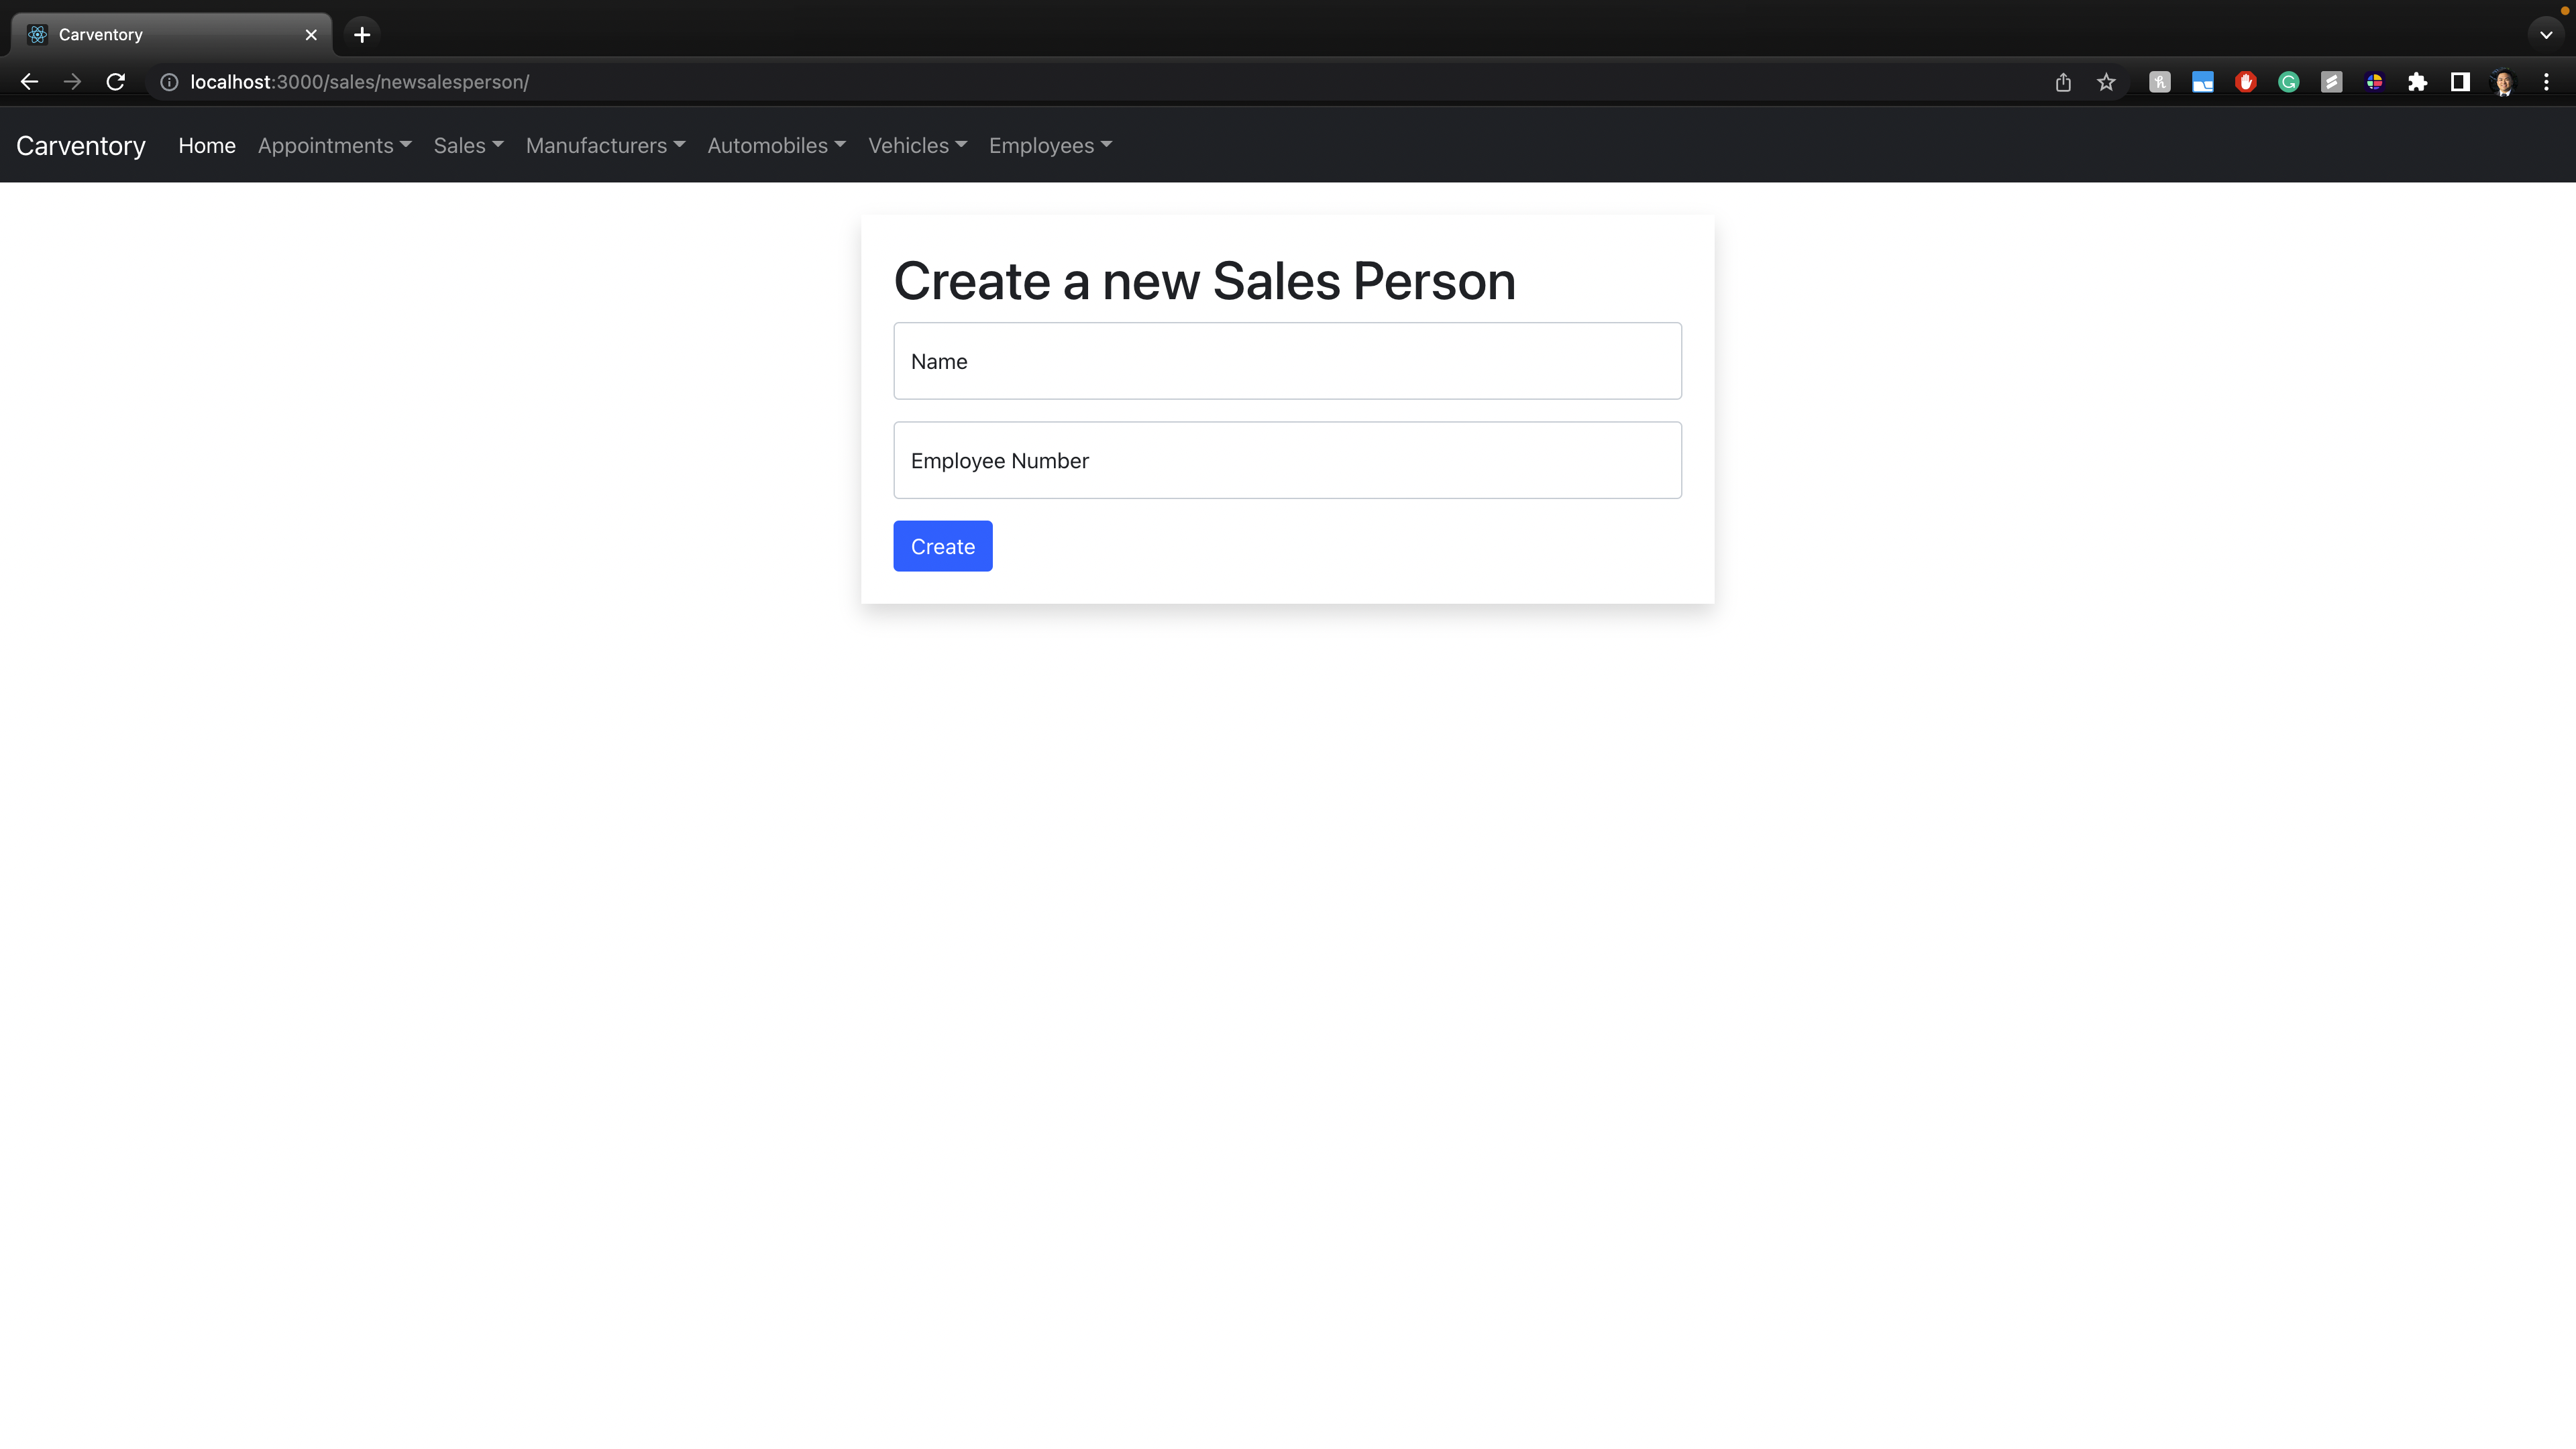 Carventory
localhost:3000/sales/newsalesperson/
Carventory Home Appointments Sales Manufacturers Automobiles Vehicles Employees
Create a new Sales Person
Name
Employee Number
Create